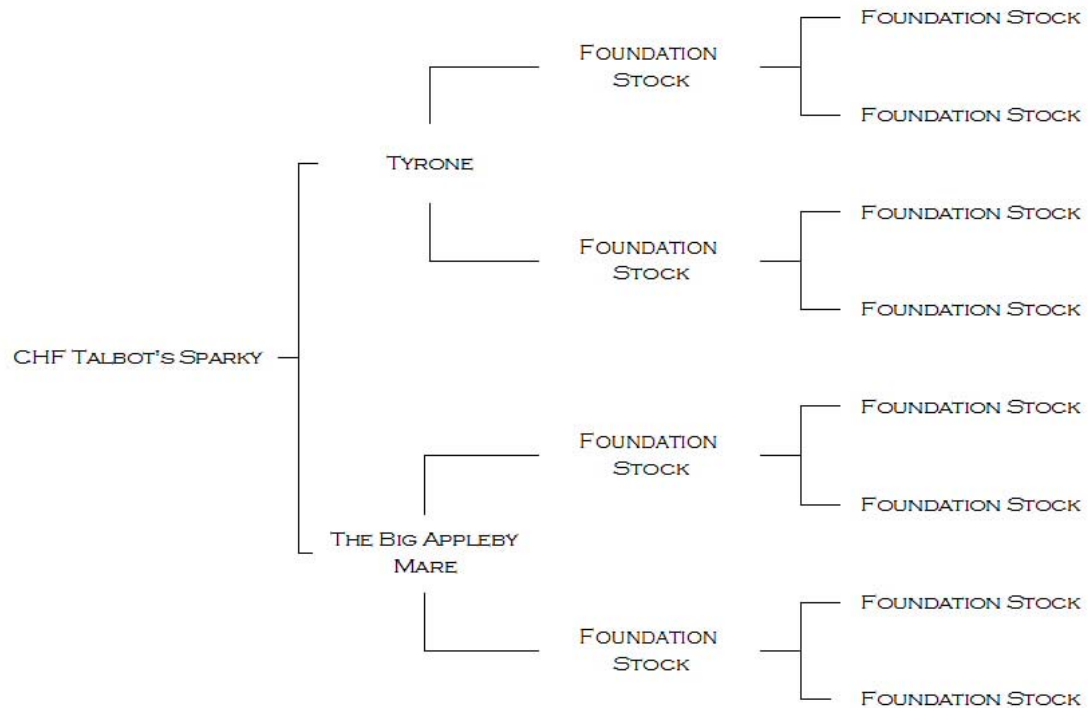 Foundation Stock
Foundation
Stock
Foundation Stock
Tyrone
Foundation Stock
Foundation
Stock
Foundation Stock
CHF Talbot's Sparky
Foundation Stock
Foundation
Stock
Foundation Stock
The Big Appleby
Mare
Foundation Stock
Foundation
Stock
Foundation Stock